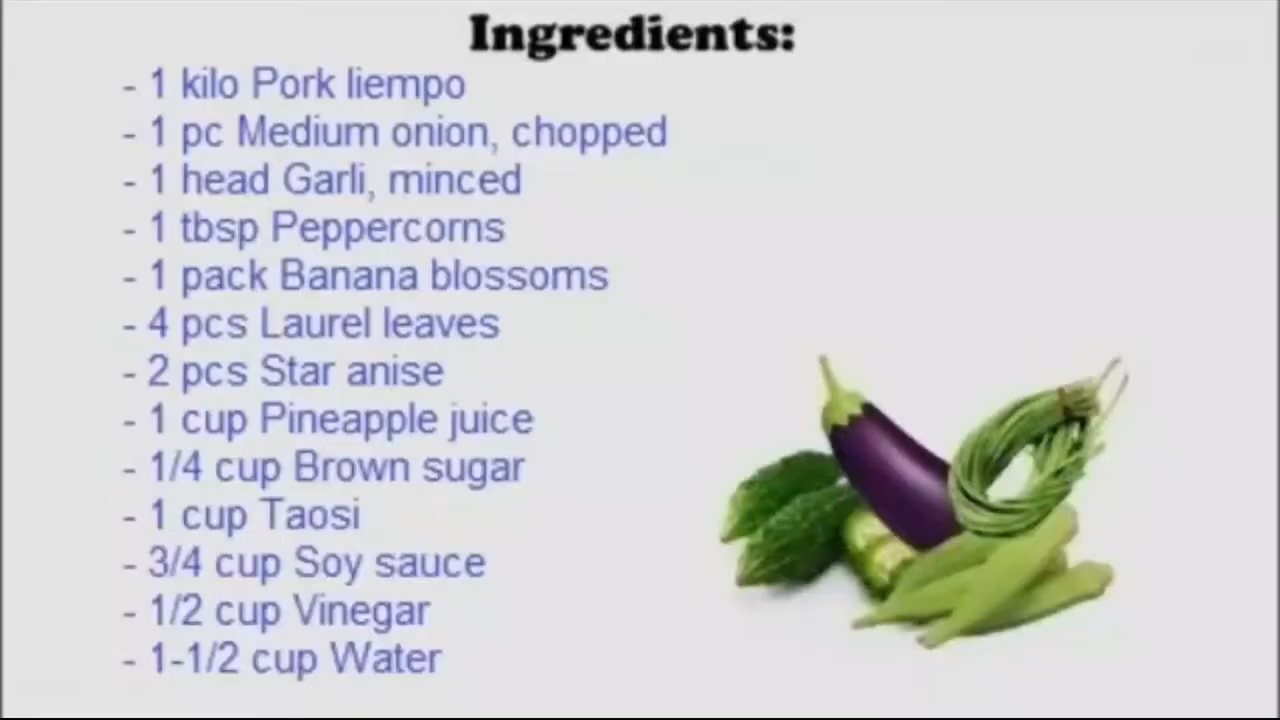 Ingredients:
- 1 kilo Pork liempo
- 1 pc Medium onion, chopped
- 1 head Garli, minced
- 1 tbsp Peppercorns
- 1 pack Banana blossoms
- 4 pcs Laurel leaves
- 2 pcs Star anise
- 1 cup Pineapple juice
- 1/4 cup Brown sugar
- 1 cup Taosi
- 3/4 cup Soy sauce
- 1/2 cup Vinegar
- 1-1/2 cup Water